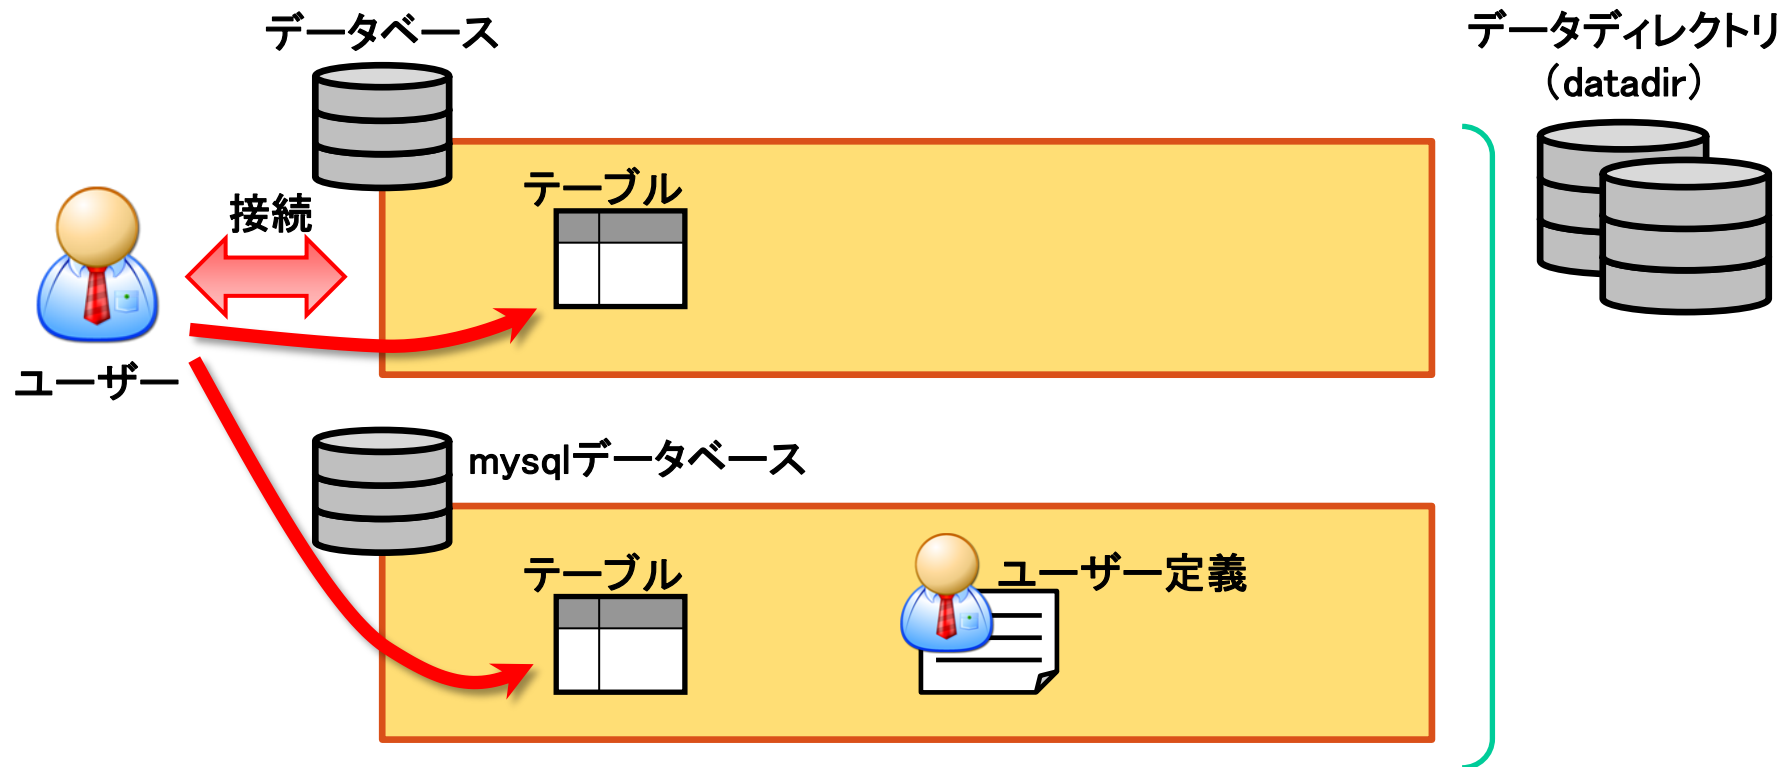 データベース
データディレクトリ
（datadir）
テーブル
接続
ユーザー
mysqlデータベース
テーブル
ユーザー定義